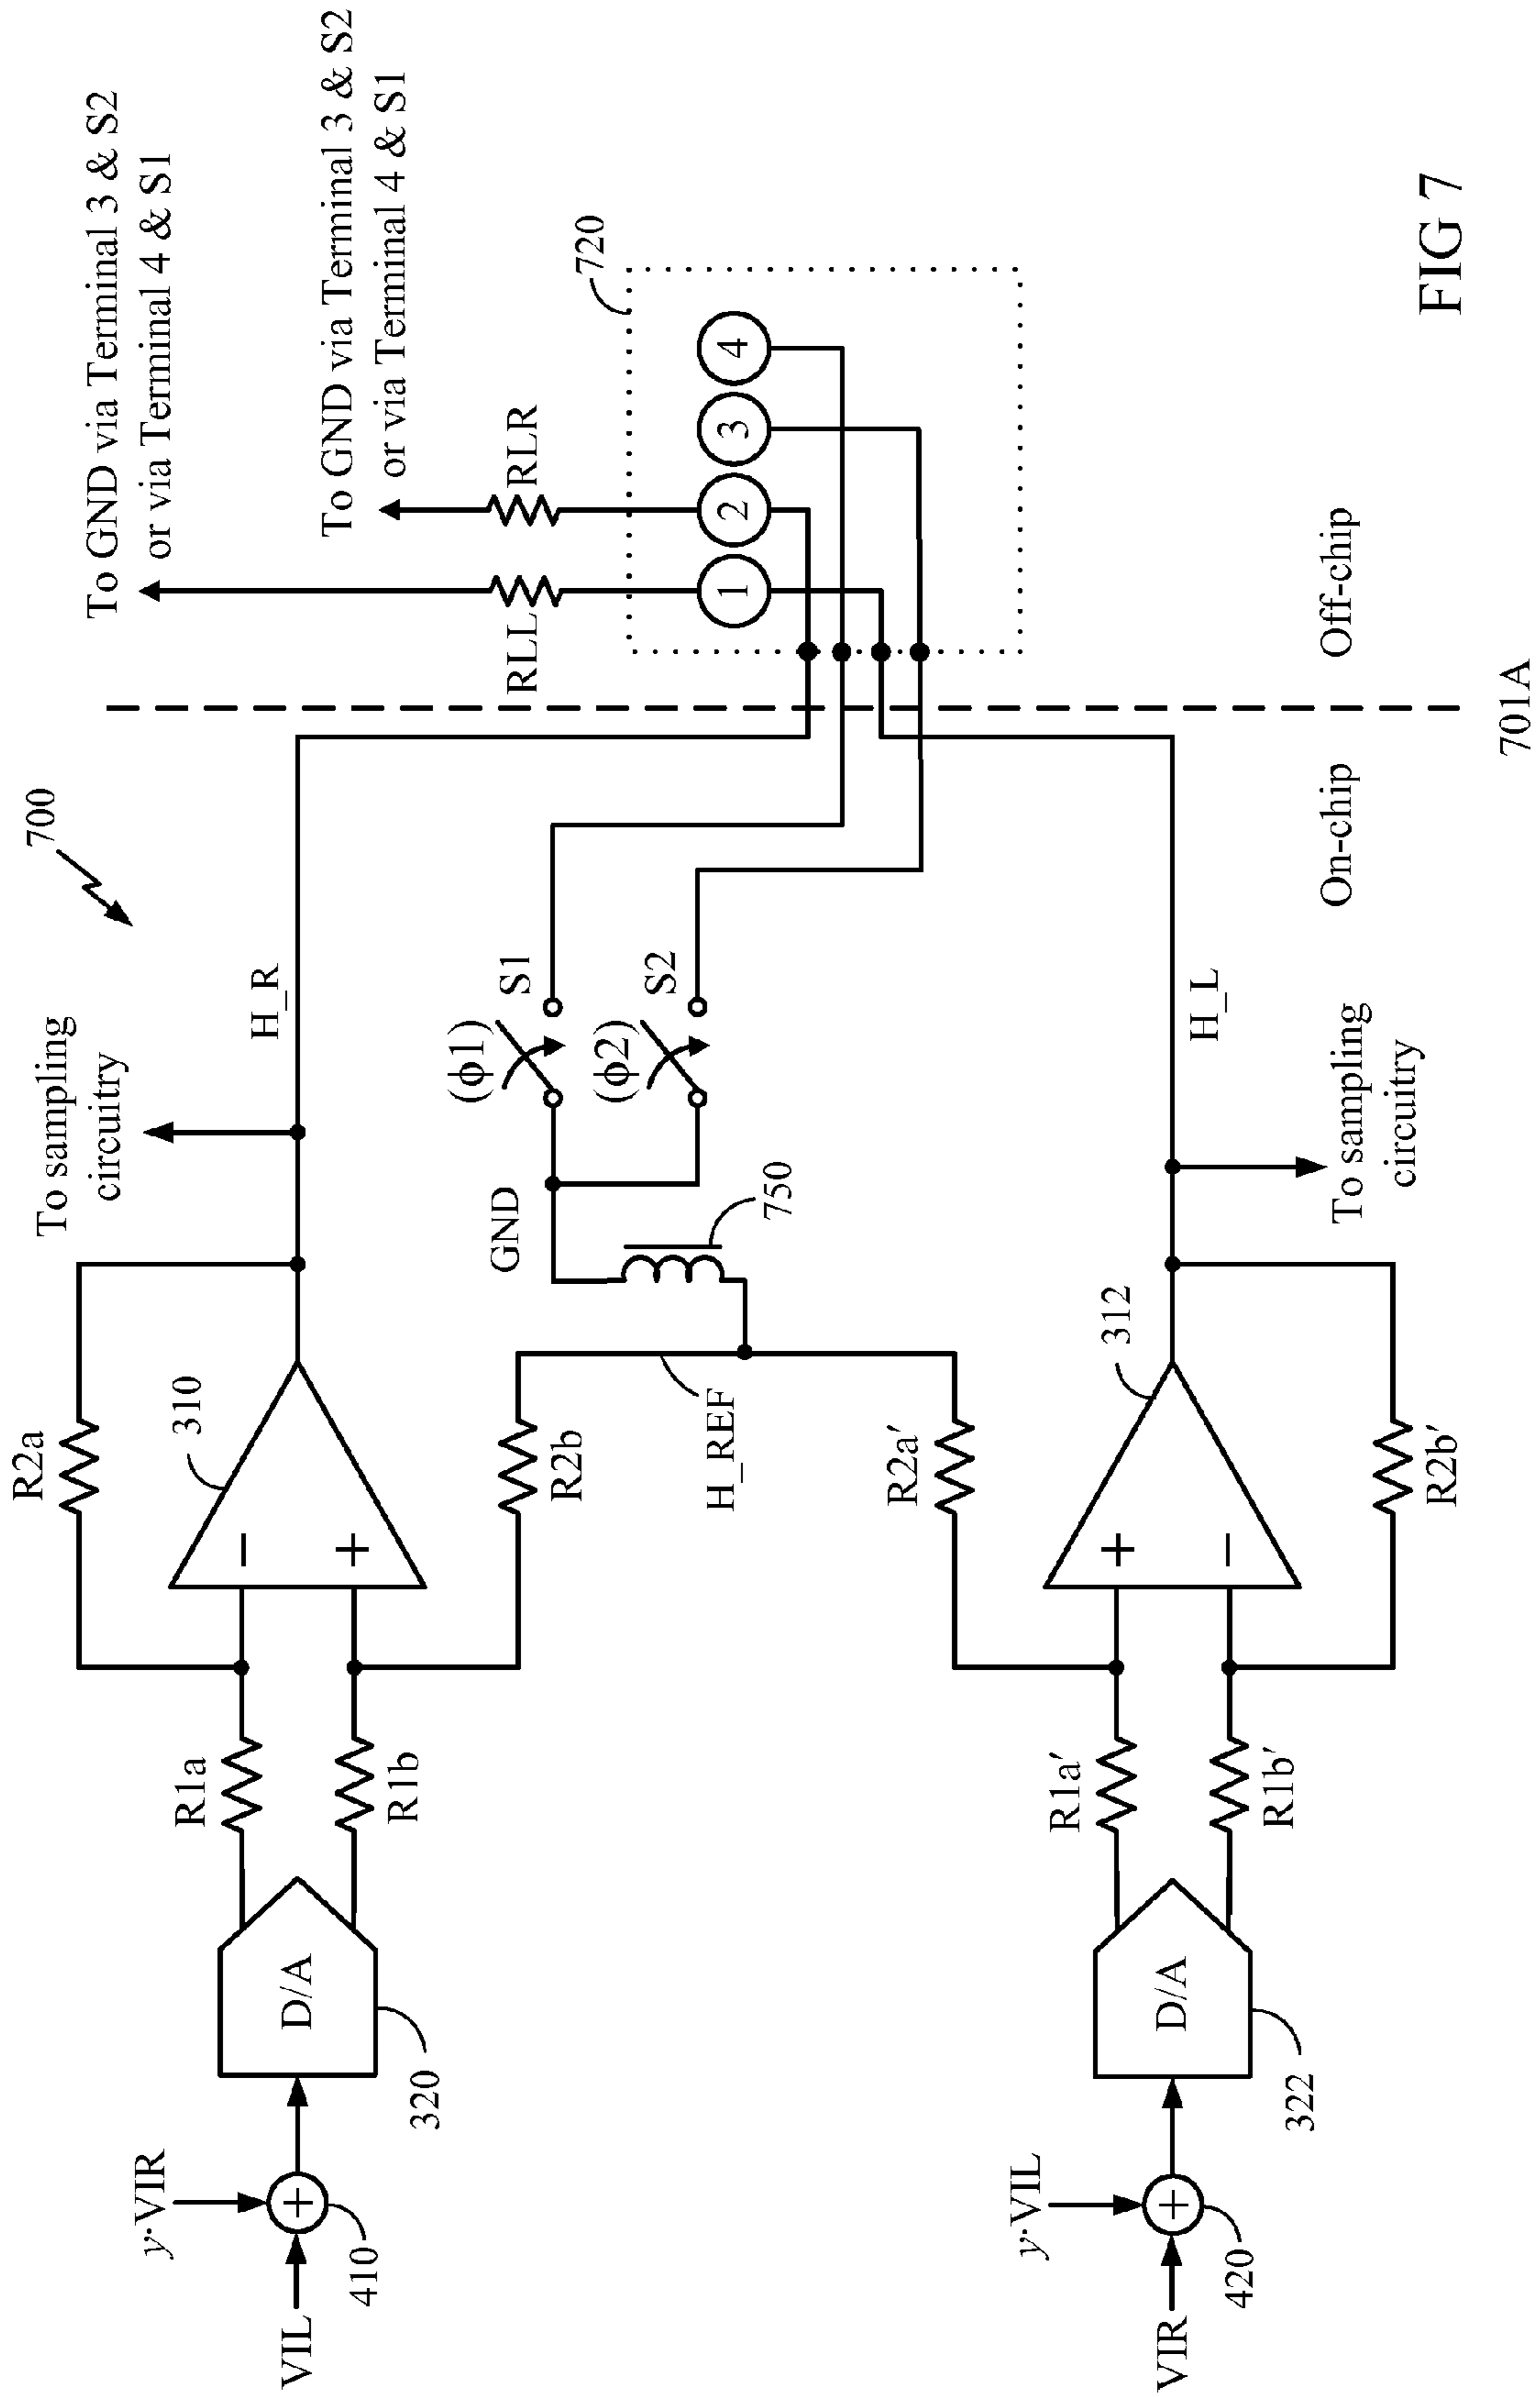 700
To GND via Terminal 3 & S2
or via Terminal 4 & S1
To GND via Terminal 3 & S2
or via Terminal 4 & S1
To sampling
circuitry
R2a
H_R
310
R1a
−
+
R1b
y·VIR
VIL
+
410
D/A
320
R2b
H_REF
GND
750
(ϕ1)
S1
(ϕ2)
S2
RLL
RLR
720
1
2
3
4
R2a′
312
R1a′
+
−
R1b′
y·VIL
VIR
+
420
D/A
322
R2b′
H_L
To sampling
circuitry
On-chip
Off-chip
701A
FIG 7